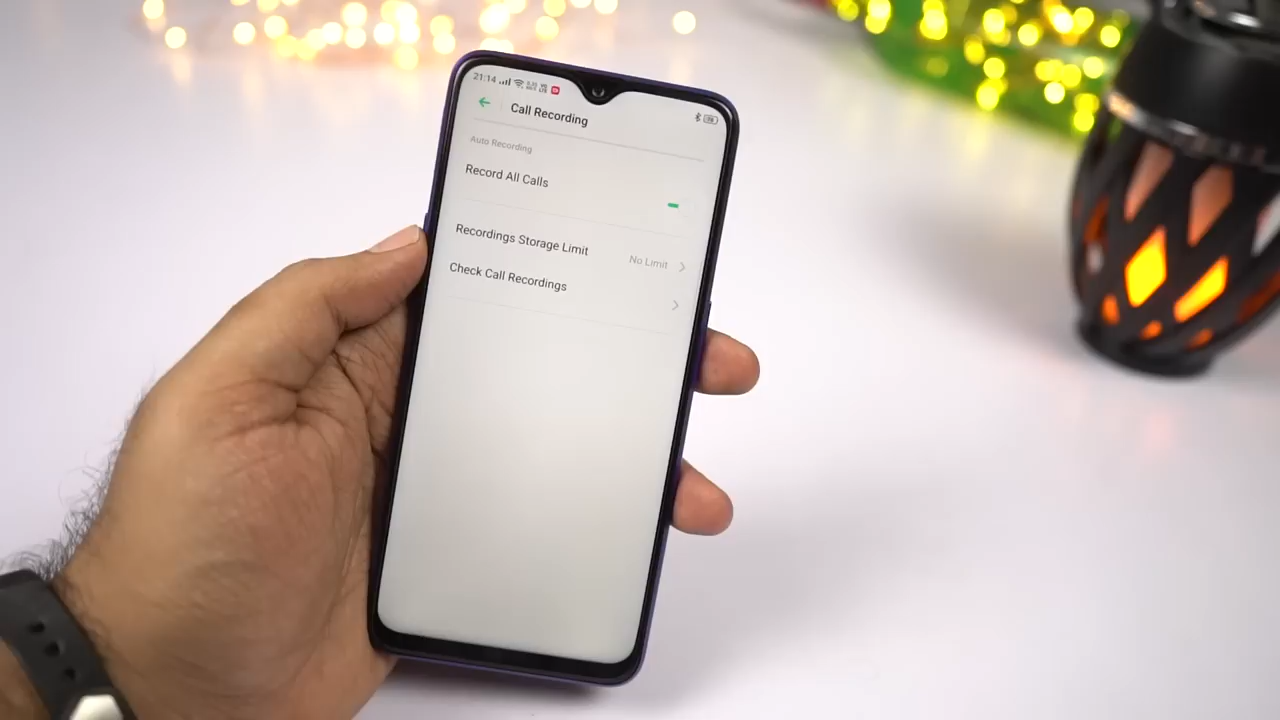 21:14
Call Recording
Auto Recording
Record All Calls
Recordings Storage Limit
No Limit
Check Call Recordings